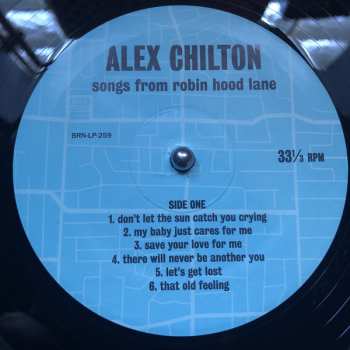 ALEX CHILTON
songs from robin hood lane
BRN-LP-259
33⅓ RPM
SIDE ONE
1. don't let the sun catch you crying
2. my baby just cares for me
3. save your love for me
4. there will never be another you
5. let's get lost
6. that old feeling